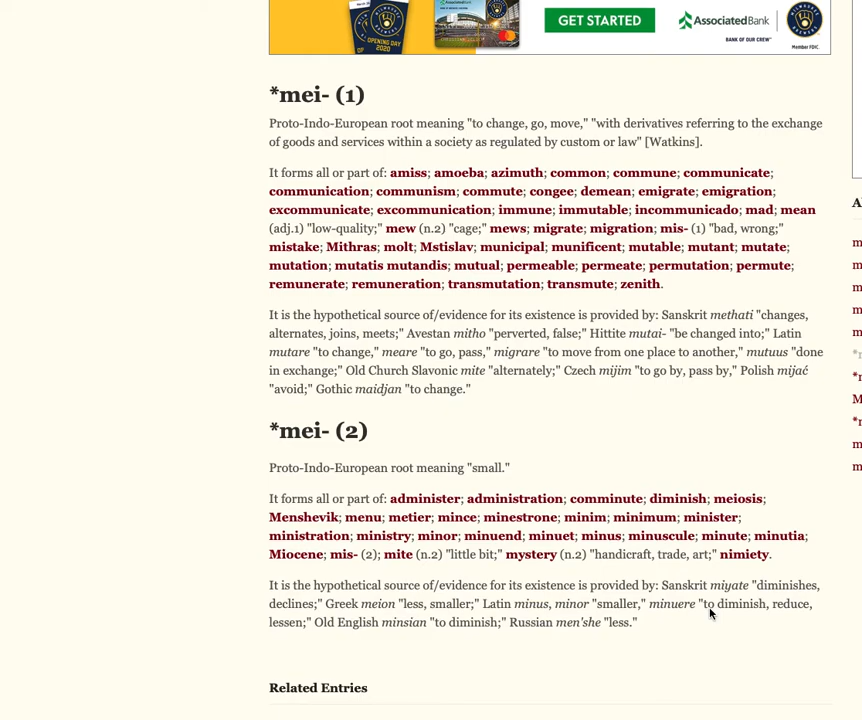 OPENING DAY
2020
GET STARTED
AssociatedBank
BANK OF OUR CREW™
Member FDIC.
*mei- (1)
Proto-Indo-European root meaning "to change, go, move," "with derivatives referring to the exchange
of goods and services within a society as regulated by custom or law" [Watkins].
It forms all or part of: amiss; amoeba; azimuth; common; commune; communicate;
communication; communism; commute; congee; demean; emigrate; emigration;
excommunicate; excommunication; immune; immutable; incommunicado; mad; mean
(adj.1) "low-quality;" mew (n.2) "cage;" mews; migrate; migration; mis- (1) "bad, wrong;"
mistake; Mithras; molt; Mstislav; municipal; munificent; mutable; mutant; mutate;
mutation; mutatis mutandis; mutual; permeable; permeate; permutation; permute;
remunerate; remuneration; transmutation; transmute; zenith.
It is the hypothetical source of/evidence for its existence is provided by: Sanskrit methati "changes,
alternates, joins, meets;" Avestan mitho "perverted, false;" Hittite mutai- "be changed into;" Latin
mutare "to change," meare "to go, pass," migrare "to move from one place to another," mutuus "done
in exchange;" Old Church Slavonic mite "alternately;" Czech mijim "to go by, pass by," Polish mijać
"avoid;" Gothic maidjan "to change."
*mei- (2)
Proto-Indo-European root meaning "small."
It forms all or part of: administer; administration; comminute; diminish; meiosis;
Menshevik; menu; metier; mince; minestrone; minim; minimum; minister;
ministration; ministry; minor; minuend; minuet; minus; minuscule; minute; minutia;
Miocene; mis- (2); mite (n.2) "little bit;" mystery (n.2) "handicraft, trade, art;" nimiety.
It is the hypothetical source of/evidence for its existence is provided by: Sanskrit miyate "diminishes,
declines;" Greek meion "less, smaller;" Latin minus, minor "smaller," minuere "to diminish, reduce,
lessen;" Old English minsian "to diminish;" Russian men'she "less."
Related Entries